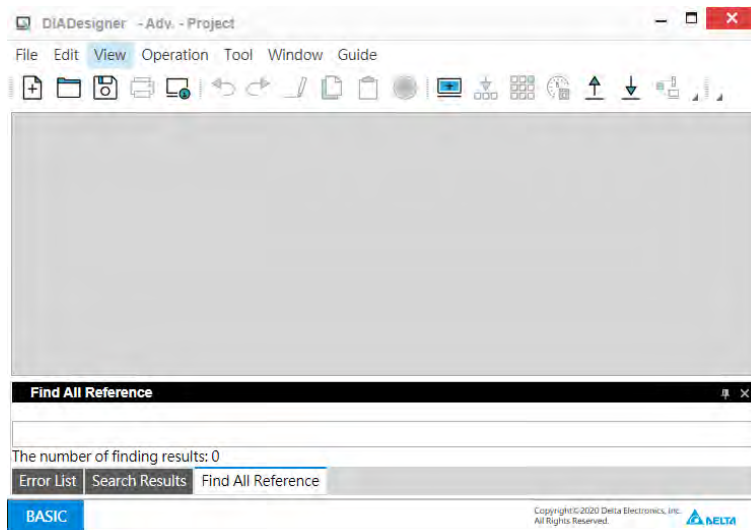 DIADesigner - Adv. - Project
File Edit View Operation Tool Window Guide
Find All Reference
The number of finding results: 0
Error List Search Results Find All Reference
BASIC
Copyright©2020 Delta Electronics, Inc.
All Rights Reserved.
DELTA